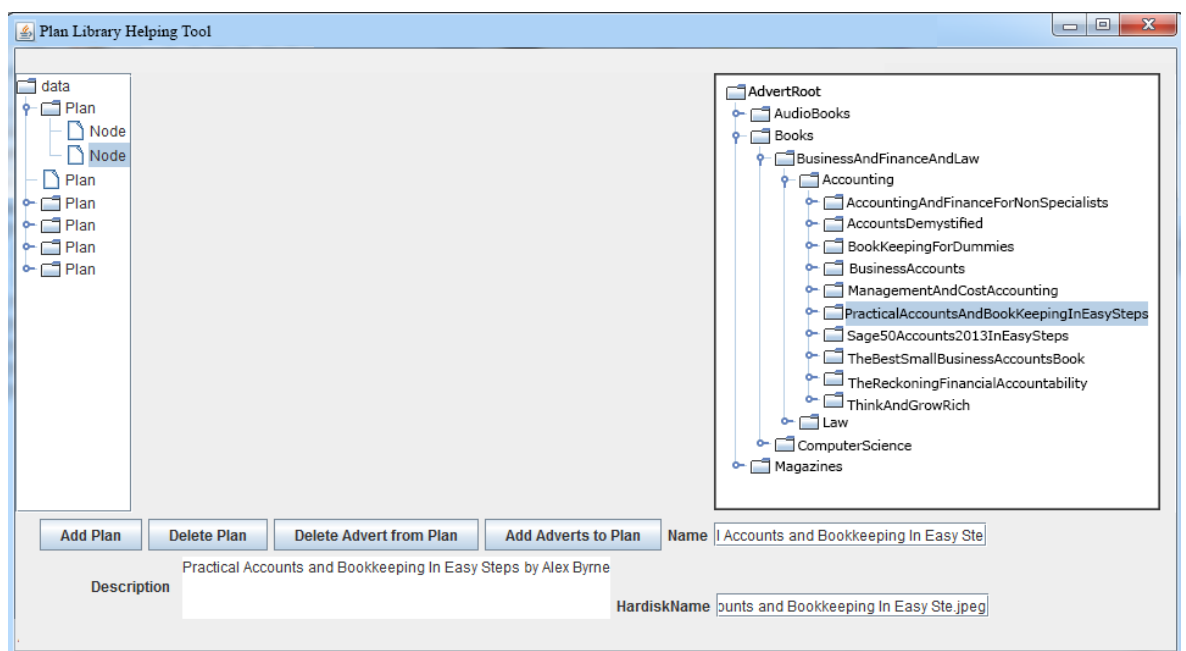 Plan Library Helping Tool
data
Plan
Node
Node
Plan
Plan
Plan
Plan
Plan
AdvertRoot
AudioBooks
Books
BusinessAndFinanceAndLaw
Accounting
AccountingAndFinanceForNonSpecialists
AccountsDemystified
BookKeepingForDummies
BusinessAccounts
ManagementAndCostAccounting
PracticalAccountsAndBookKeepingInEasySteps
Sage50Accounts2013InEasySteps
TheBestSmallBusinessAccountsBook
TheReckoningFinancialAccountability
ThinkAndGrowRich
Law
ComputerScience
Magazines
Add Plan Delete Plan Delete Advert from Plan Add Adverts to Plan Name l Accounts and Bookkeeping In Easy Ste
Description Practical Accounts and Bookkeeping In Easy Steps by Alex Byrne
HardiskName ounts and Bookkeeping In Easy Ste.jpeg